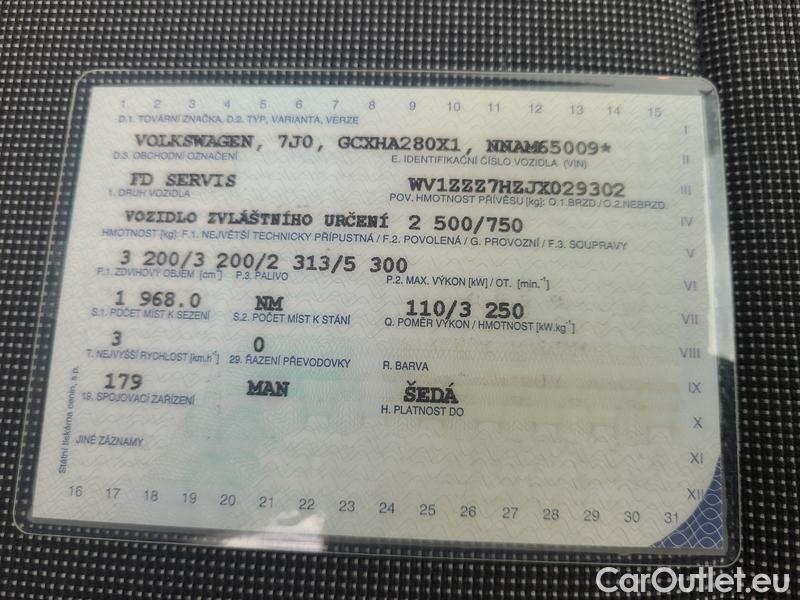 1 2 3 4 5 6 7 8 9 10 11 12 13 14 15
D.1. TOVÁRNÍ ZNAČKA, D.2. TYP, VARIANTA, VERZE
I
VOLKSWAGEN, 7J0, GCXHA280X1, NNAM65009*
D.3. OBCHODNÍ OZNAČENÍ E. IDENTIFIKAČNÍ ČÍSLO VOZIDLA (VIN)
II
FD SERVIS WV1ZZZ7HZJX029302
III
1. DRUH VOZIDLA POV. HMOTNOST PŘÍVĚSU [kg]: O.1.BRZD./O.2.NEBRZD.
VOZIDLO ZVLÁŠTNÍHO URČENÍ 2 500/750
IV
HMOTNOST [kg]: F.1. NEJVĚTŠÍ TECHNICKY PŘÍPUSTNÁ / F.2. POVOLENÁ / G. PROVOZNÍ / F.3. SOUPRAVY
3 200/3 200/2 313/5 300
V
P.1. ZDVIHOVÝ OBJEM [cm³] P.3. PALIVO P.2. MAX. VÝKON [kW] / OT. [min.⁻¹]
VI
1 968.0 NM 110/3 250
S.1. POČET MÍST K SEZENÍ S.2. POČET MÍST K STÁNÍ Q. POMĚR VÝKON / HMOTNOST [kW.kg⁻¹]
VII
3 0
T. NEJVYŠŠÍ RYCHLOST [km.h⁻¹] 29. ŘAZENÍ PŘEVODOVKY R. BARVA
VIII
179 MAN ŠEDÁ
IX
19. SPOJOVACÍ ZAŘÍZENÍ H. PLATNOST DO
X
JINÉ ZÁZNAMY
XI
Státní tiskárna cenin, s.p.
XII
16 17 18 19 20 21 22 23 24 25 26 27 28 29 30 31
CarOutlet.eu